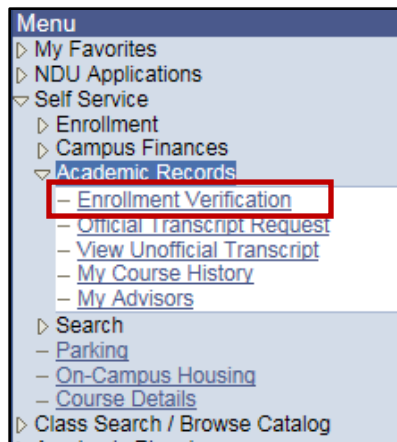 Menu
My Favorites
NDU Applications
Self Service
Enrollment
Campus Finances
Academic Records
– Enrollment Verification
– Official Transcript Request
– View Unofficial Transcript
– My Course History
– My Advisors
Search
– Parking
– On-Campus Housing
– Course Details
Class Search / Browse Catalog